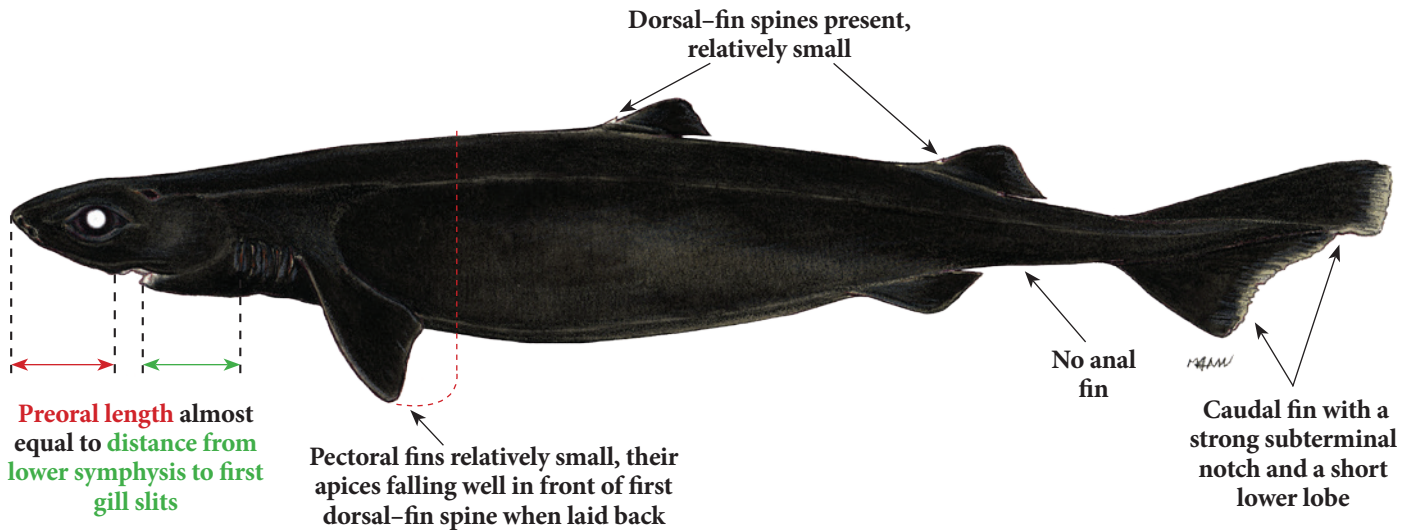 Dorsal–fin spines present,
relatively small
Preoral length almost
equal to distance from
lower symphysis to first
gill slits
Pectoral fins relatively small, their
apices falling well in front of first
dorsal–fin spine when laid back
No anal
fin
Caudal fin with a
strong subterminal
notch and a short
lower lobe